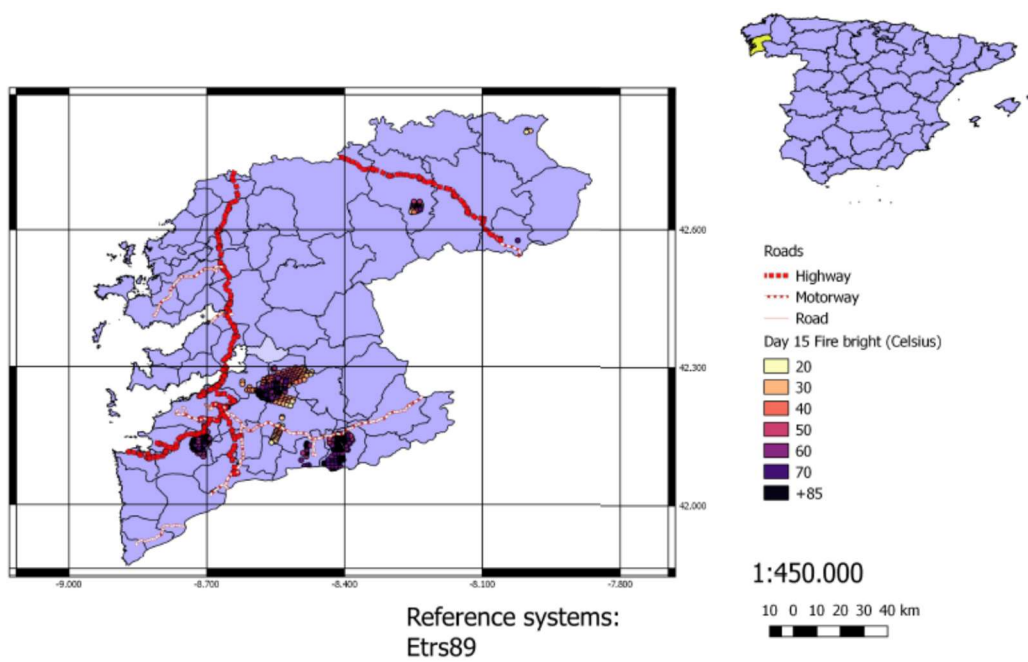 42.600
42.300
42.000
-9.000
-8.700
-8.400
-8.100
-7.800
Roads
Highway
Motorway
Road
Day 15 Fire bright (Celsius)
20
30
40
50
60
70
+85
1:450.000
10 0 10 20 30 40 km
Reference systems:
Etrs89